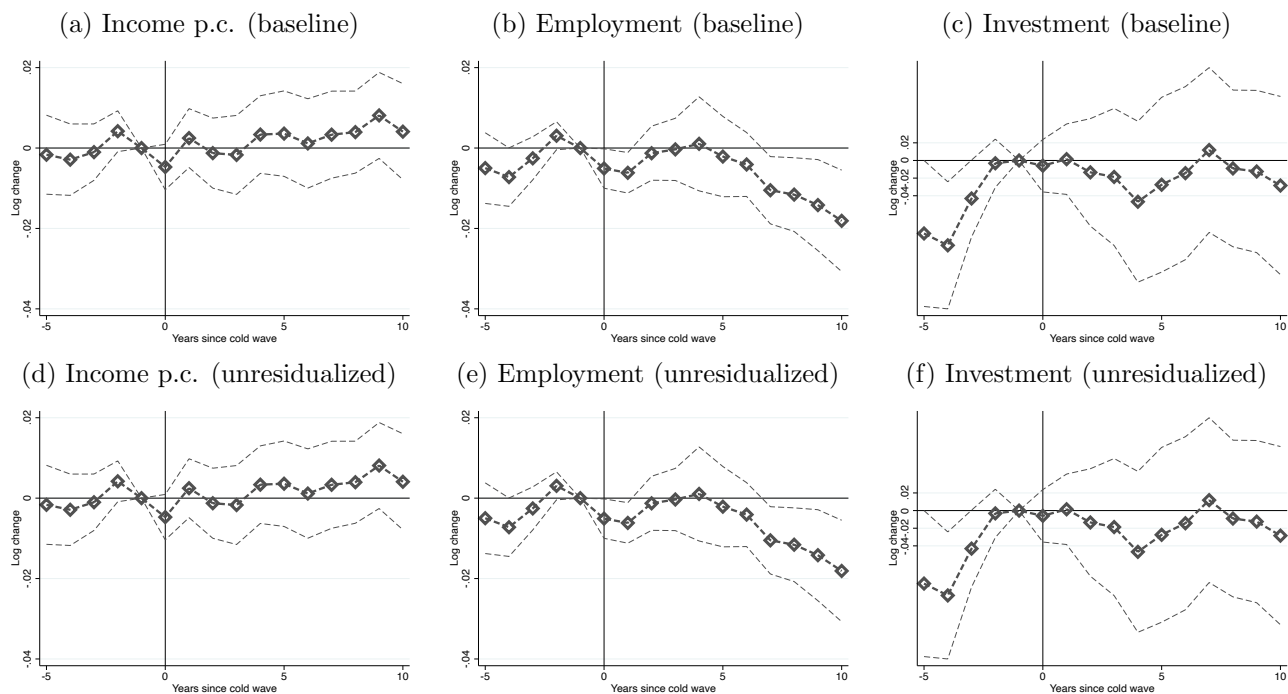 (a) Income p.c. (baseline)
(b) Employment (baseline)
(c) Investment (baseline)
Log change
.02
0
-.02
-.04
-5
0
5
10
Years since cold wave
Log change
.02
0
-.02
-.04
-5
0
5
10
Years since cold wave
Log change
.02
0
-.02
-.04
-5
0
5
10
Years since cold wave
(d) Income p.c. (unresidualized)
(e) Employment (unresidualized)
(f) Investment (unresidualized)
Log change
.02
0
-.02
-.04
-5
0
5
10
Years since cold wave
Log change
.02
0
-.02
-.04
-5
0
5
10
Years since cold wave
Log change
.02
0
-.02
-.04
-5
0
5
10
Years since cold wave